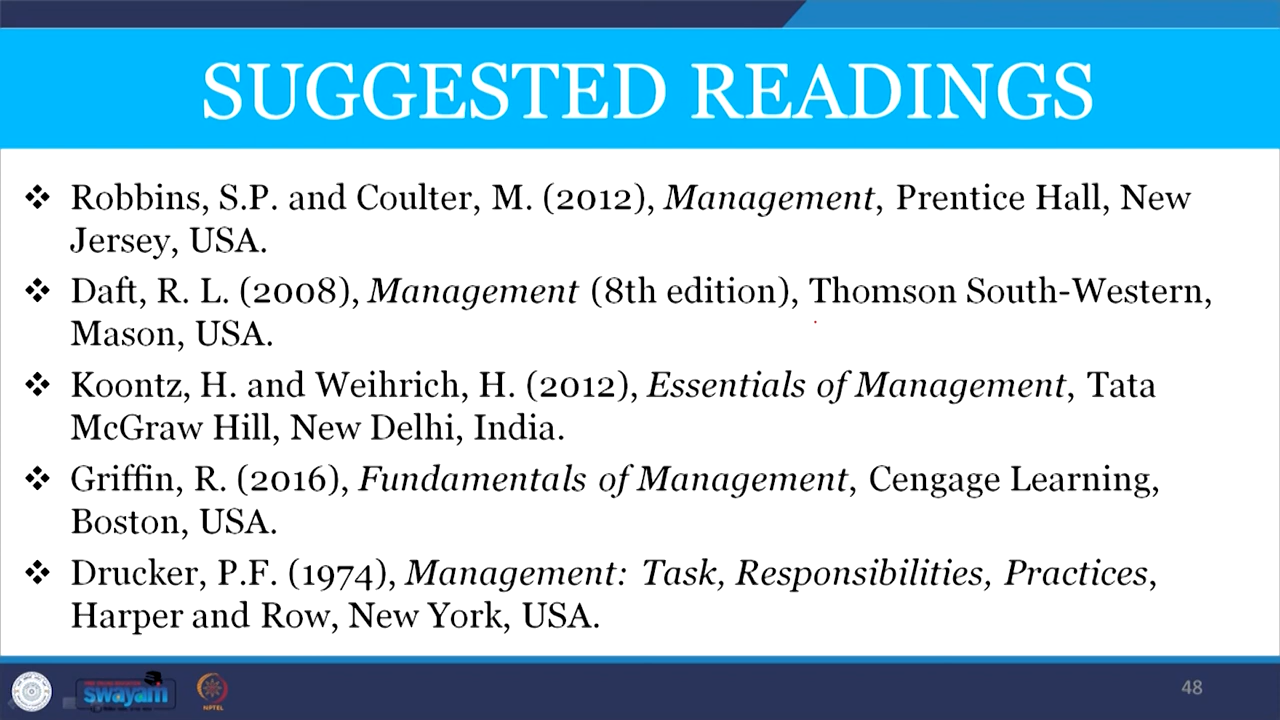 SUGGESTED READINGS
❖ Robbins, S.P. and Coulter, M. (2012), Management, Prentice Hall, New
Jersey, USA.
❖ Daft, R. L. (2008), Management (8th edition), Thomson South-Western,
Mason, USA.
❖ Koontz, H. and Weihrich, H. (2012), Essentials of Management, Tata
McGraw Hill, New Delhi, India.
❖ Griffin, R. (2016), Fundamentals of Management, Cengage Learning,
Boston, USA.
❖ Drucker, P.F. (1974), Management: Task, Responsibilities, Practices,
Harper and Row, New York, USA.
swayam
NPTEL
48